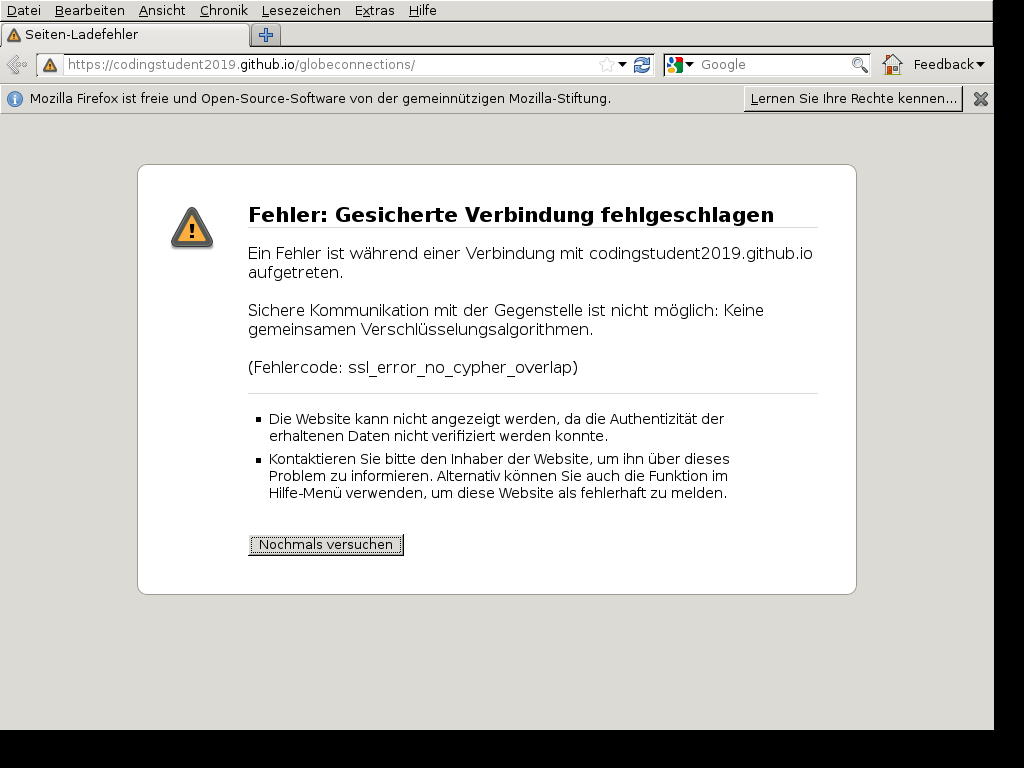 Datei Bearbeiten Ansicht Chronik Lesezeichen Extras Hilfe
Seiten-Ladefehler
https://codingstudent2019.github.io/globeconnections/
Google
Feedback
Mozilla Firefox ist freie und Open-Source-Software von der gemeinnützigen Mozilla-Stiftung.
Lernen Sie Ihre Rechte kennen...
Fehler: Gesicherte Verbindung fehlgeschlagen
Ein Fehler ist während einer Verbindung mit codingstudent2019.github.io
aufgetreten.
Sichere Kommunikation mit der Gegenstelle ist nicht möglich: Keine
gemeinsamen Verschlüsselungsalgorithmen.
(Fehlercode: ssl_error_no_cypher_overlap)
Die Website kann nicht angezeigt werden, da die Authentizität der
erhaltenen Daten nicht verifiziert werden konnte.
Kontaktieren Sie bitte den Inhaber der Website, um ihn über dieses
Problem zu informieren. Alternativ können Sie auch die Funktion im
Hilfe-Menü verwenden, um diese Website als fehlerhaft zu melden.
Nochmals versuchen